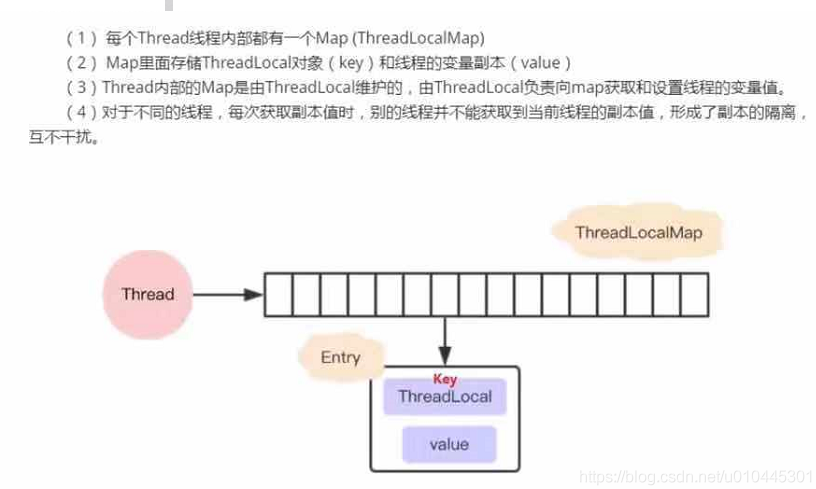 （1）每个Thread线程内部都有一个Map (ThreadLocalMap)
（2） Map里面存储ThreadLocal对象（key）和线程的变量副本（value）
（3）Thread内部的Map是由ThreadLocal维护的，由ThreadLocal负责向map获取和设置线程的变量值。
（4）对于不同的线程，每次获取副本值时，别的线程并不能获取到当前线程的副本值，形成了副本的隔离，
互不干扰。
ThreadLocalMap
Thread
Entry
Key
ThreadLocal
value
https://blog.csdn.net/u010445301